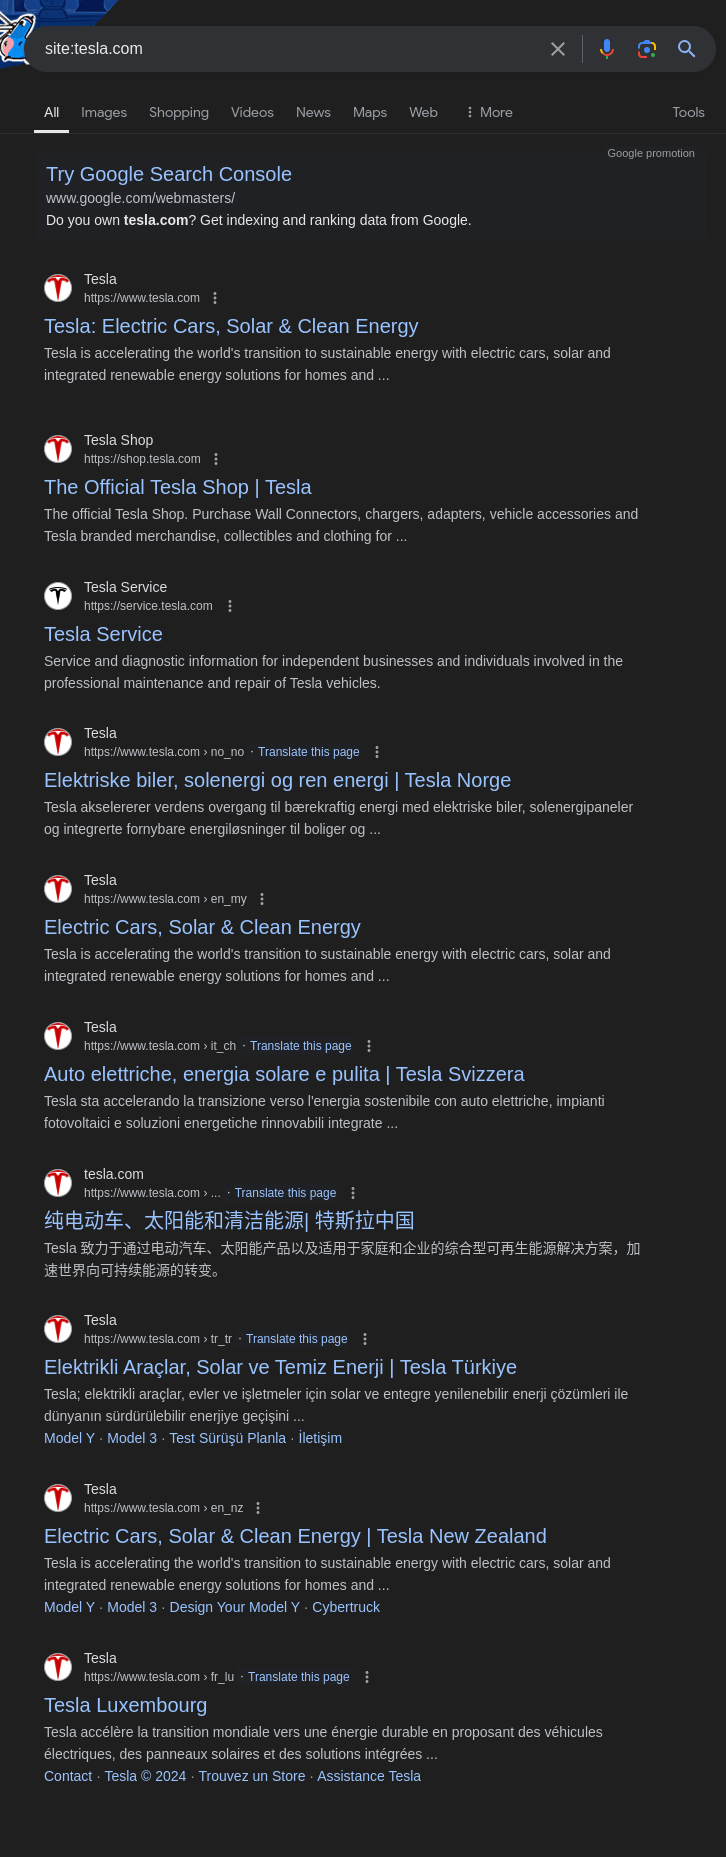 site:tesla.com
All Images Shopping Videos News Maps Web More Tools
Google promotion
Try Google Search Console
www.google.com/webmasters/
Do you own tesla.com? Get indexing and ranking data from Google.
Tesla
https://www.tesla.com
Tesla: Electric Cars, Solar & Clean Energy
Tesla is accelerating the world's transition to sustainable energy with electric cars, solar and
integrated renewable energy solutions for homes and ...
Tesla Shop
https://shop.tesla.com
The Official Tesla Shop | Tesla
The official Tesla Shop. Purchase Wall Connectors, chargers, adapters, vehicle accessories and
Tesla branded merchandise, collectibles and clothing for ...
Tesla Service
https://service.tesla.com
Tesla Service
Service and diagnostic information for independent businesses and individuals involved in the
professional maintenance and repair of Tesla vehicles.
Tesla
https://www.tesla.com › no_no · Translate this page
Elektriske biler, solenergi og ren energi | Tesla Norge
Tesla akselererer verdens overgang til bærekraftig energi med elektriske biler, solenergipaneler
og integrerte fornybare energiløsninger til boliger og ...
Tesla
https://www.tesla.com › en_my
Electric Cars, Solar & Clean Energy
Tesla is accelerating the world's transition to sustainable energy with electric cars, solar and
integrated renewable energy solutions for homes and ...
Tesla
https://www.tesla.com › it_ch · Translate this page
Auto elettriche, energia solare e pulita | Tesla Svizzera
Tesla sta accelerando la transizione verso l'energia sostenibile con auto elettriche, impianti
fotovoltaici e soluzioni energetiche rinnovabili integrate ...
tesla.com
https://www.tesla.com › ... · Translate this page
纯电动车、太阳能和清洁能源| 特斯拉中国
Tesla 致力于通过电动汽车、太阳能产品以及适用于家庭和企业的综合型可再生能源解决方案，加
速世界向可持续能源的转变。
Tesla
https://www.tesla.com › tr_tr · Translate this page
Elektrikli Araçlar, Solar ve Temiz Enerji | Tesla Türkiye
Tesla; elektrikli araçlar, evler ve işletmeler için solar ve entegre yenilenebilir enerji çözümleri ile
dünyanın sürdürülebilir enerjiye geçişini ...
Model Y · Model 3 · Test Sürüşü Planla · İletişim
Tesla
https://www.tesla.com › en_nz
Electric Cars, Solar & Clean Energy | Tesla New Zealand
Tesla is accelerating the world's transition to sustainable energy with electric cars, solar and
integrated renewable energy solutions for homes and ...
Model Y · Model 3 · Design Your Model Y · Cybertruck
Tesla
https://www.tesla.com › fr_lu · Translate this page
Tesla Luxembourg
Tesla accélère la transition mondiale vers une énergie durable en proposant des véhicules
électriques, des panneaux solaires et des solutions intégrées ...
Contact · Tesla © 2024 · Trouvez un Store · Assistance Tesla